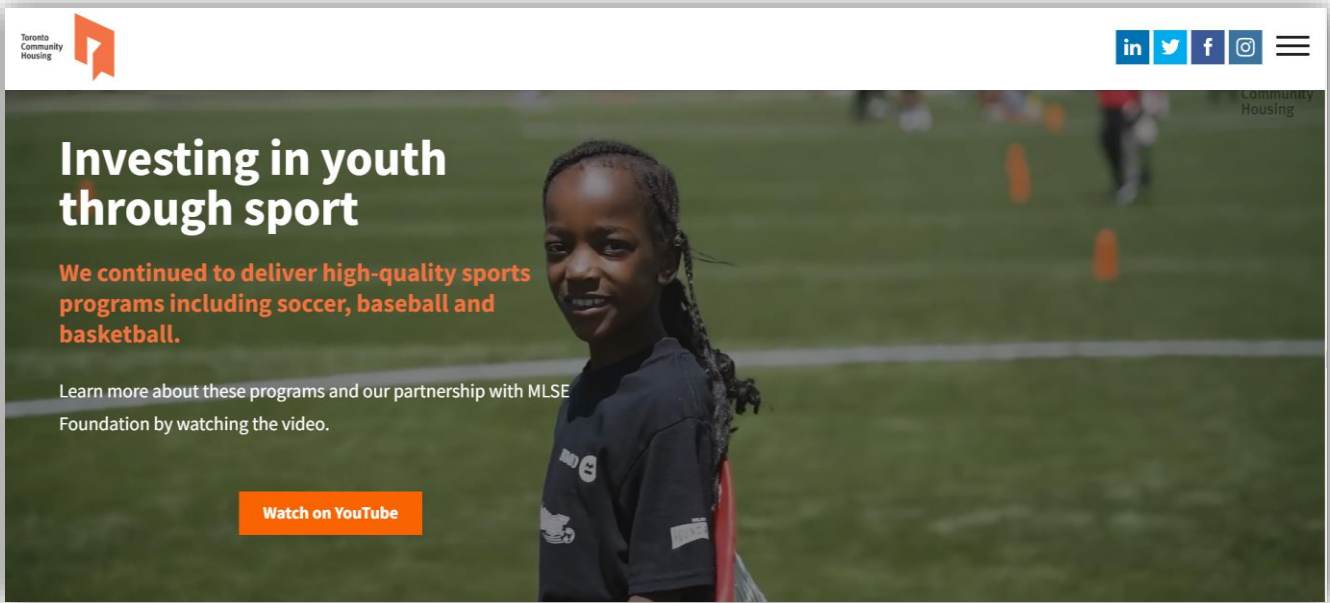 Toronto
Community
Housing
in
f
Community
Housing
Investing in youth
through sport
We continued to deliver high-quality sports
programs including soccer, baseball and
basketball.
Learn more about these programs and our partnership with MLSE
Foundation by watching the video.
Watch on YouTube